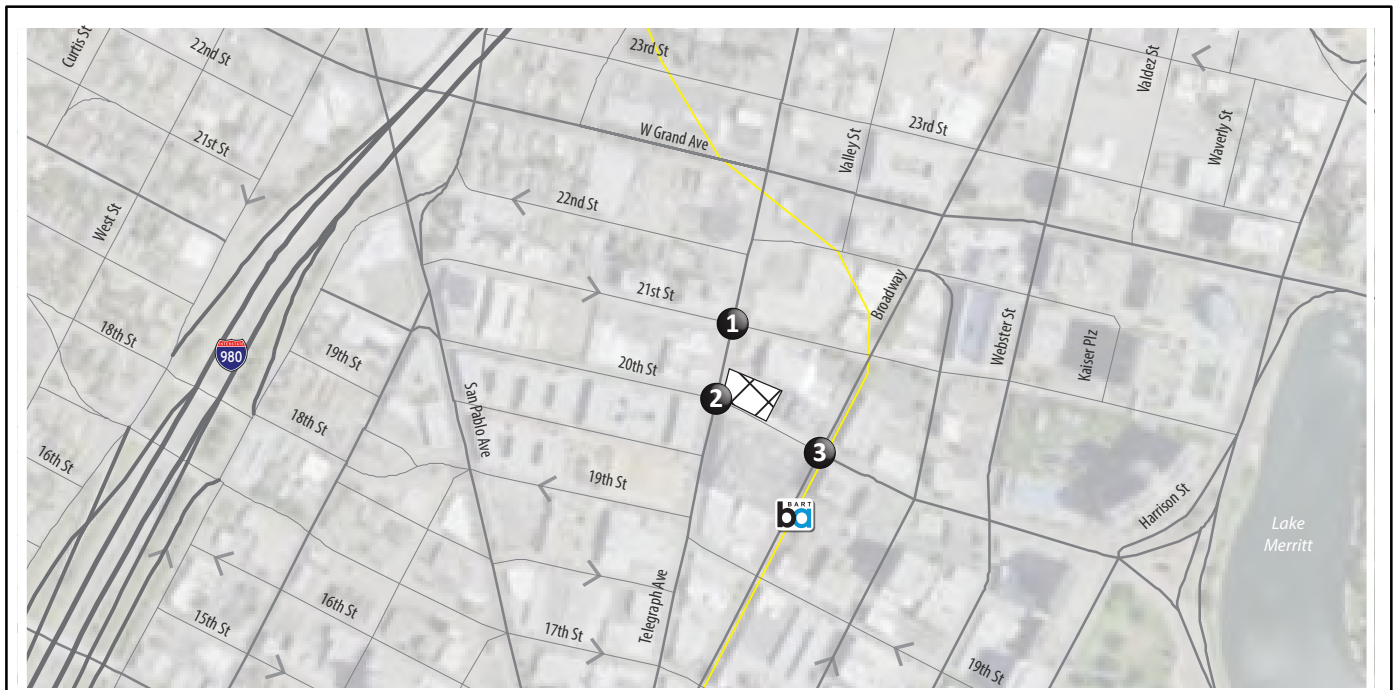 Curtis St
22nd St
23rd St
Valdez St
21st St
W Grand Ave
Valley St
23rd St
Waverly St
West St
22nd St
21st St
Broadway
1
18th St
INTERSTATE
980
19th St
20th St
Webster St
Kaiser Plz
2
San Pablo Ave
18th St
3
16th St
19th St
BART
ba
Harrison St
Lake
Merritt
15th St
16th St
17th St
Telegraph Ave
19th St